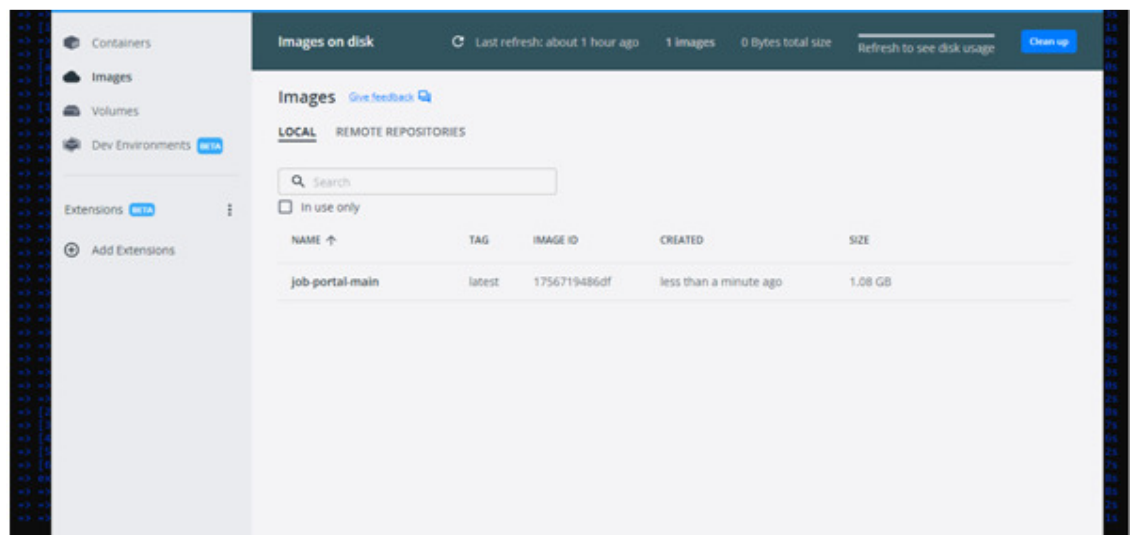 Containers
Images
Volumes
Dev Environments BETA
Extensions BETA
Add Extensions
Images on disk
Last refresh: about 1 hour ago
1 images
0 Bytes total size
Refresh to see disk usage
Clean up
Images Give feedback
LOCAL REMOTE REPOSITORIES
Search
In use only
NAME TAG IMAGE ID CREATED SIZE
job-portal-main latest 1756719486df less than a minute ago 1.08 GB